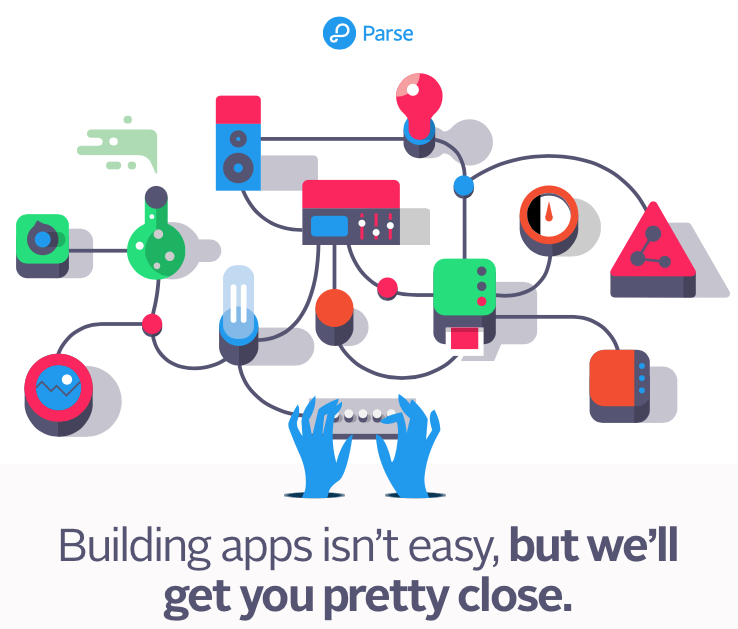 Parse
Building apps isn’t easy, but we’ll
get you pretty close.